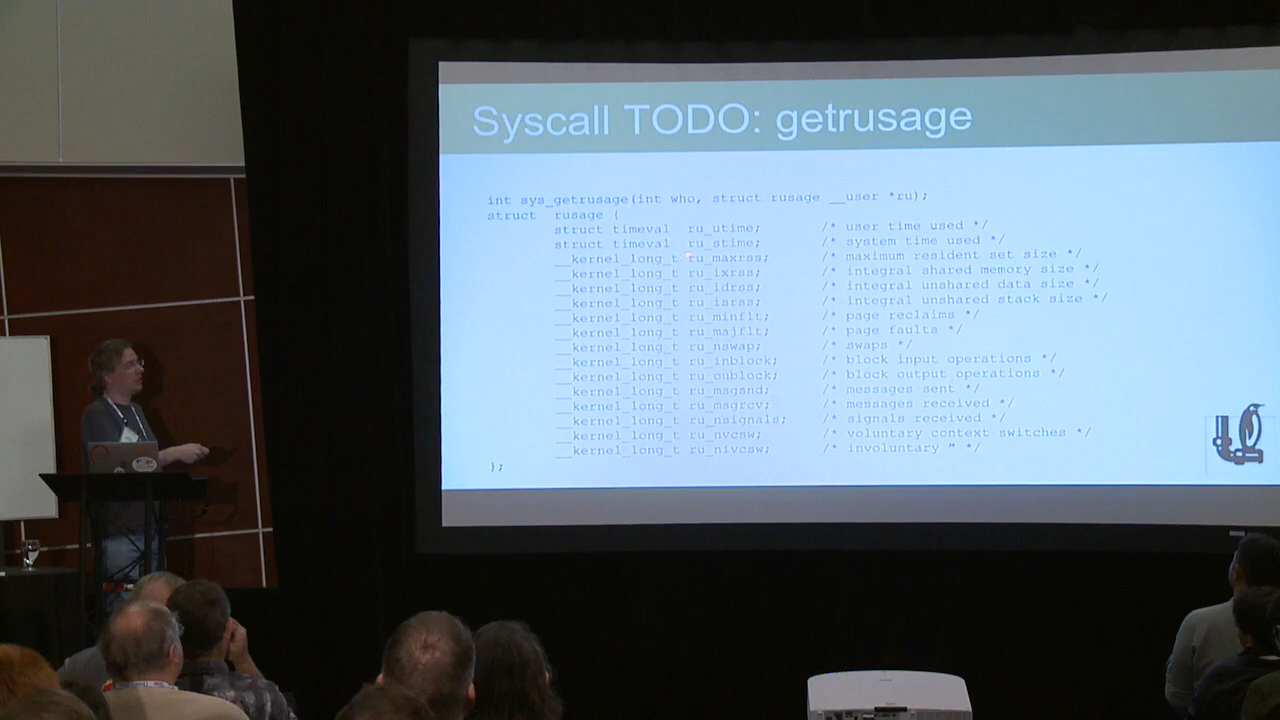 Syscall TODO: getrusage
int sys_getrusage(int who, struct rusage __user *ru);
struct rusage {
struct timeval ru_utime; /* user time used */
struct timeval ru_stime; /* system time used */
__kernel_long_t ru_maxrss; /* maximum resident set size */
__kernel_long_t ru_ixrss; /* integral shared memory size */
__kernel_long_t ru_idrss; /* integral unshared data size */
__kernel_long_t ru_isrss; /* integral unshared stack size */
__kernel_long_t ru_minflt; /* page reclaims */
__kernel_long_t ru_majflt; /* page faults */
__kernel_long_t ru_nswap; /* swaps */
__kernel_long_t ru_inblock; /* block input operations */
__kernel_long_t ru_oublock; /* block output operations */
__kernel_long_t ru_msgsnd; /* messages sent */
__kernel_long_t ru_msgrcv; /* messages received */
__kernel_long_t ru_nsignals; /* signals received */
__kernel_long_t ru_nvcsw; /* voluntary context switches */
__kernel_long_t ru_nivcsw; /* involuntary " */
};